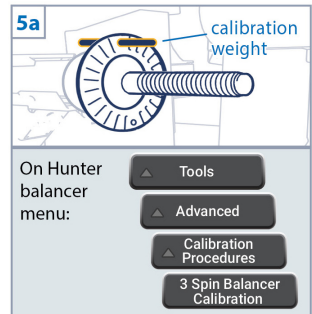 5a
calibration
weight
On Hunter
balancer
menu:
Tools
Advanced
Calibration
Procedures
3 Spin Balancer
Calibration